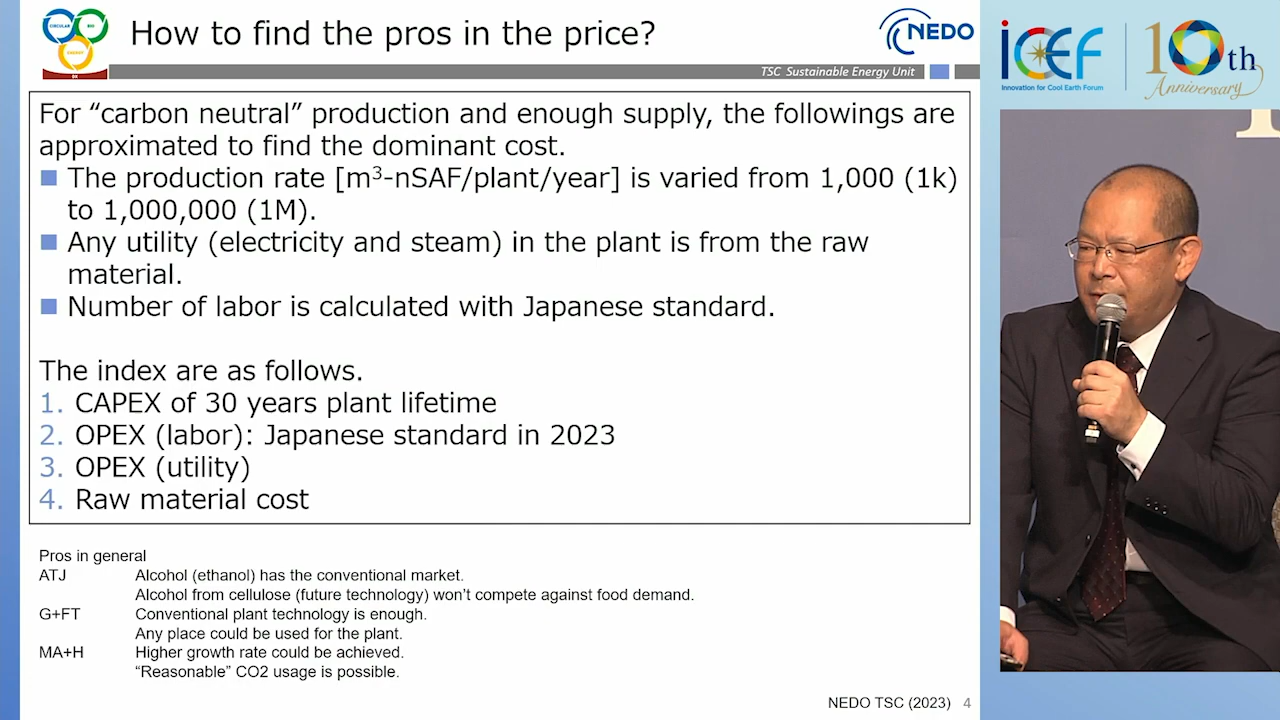 How to find the pros in the price?
CIRCULAR
BIO
ENERGY
DX
NEDO
TSC Sustainable Energy Unit
For “carbon neutral” production and enough supply, the followings are
approximated to find the dominant cost.
The production rate [m³-nSAF/plant/year] is varied from 1,000 (1k)
to 1,000,000 (1M).
Any utility (electricity and steam) in the plant is from the raw
material.
Number of labor is calculated with Japanese standard.
The index are as follows.
1. CAPEX of 30 years plant lifetime
2. OPEX (labor): Japanese standard in 2023
3. OPEX (utility)
4. Raw material cost
Pros in general
ATJ Alcohol (ethanol) has the conventional market.
Alcohol from cellulose (future technology) won’t compete against food demand.
G+FT Conventional plant technology is enough.
Any place could be used for the plant.
MA+H Higher growth rate could be achieved.
“Reasonable” CO2 usage is possible.
NEDO TSC (2023) 4
ICEF
Innovation for Cool Earth Forum
10th
Anniversary